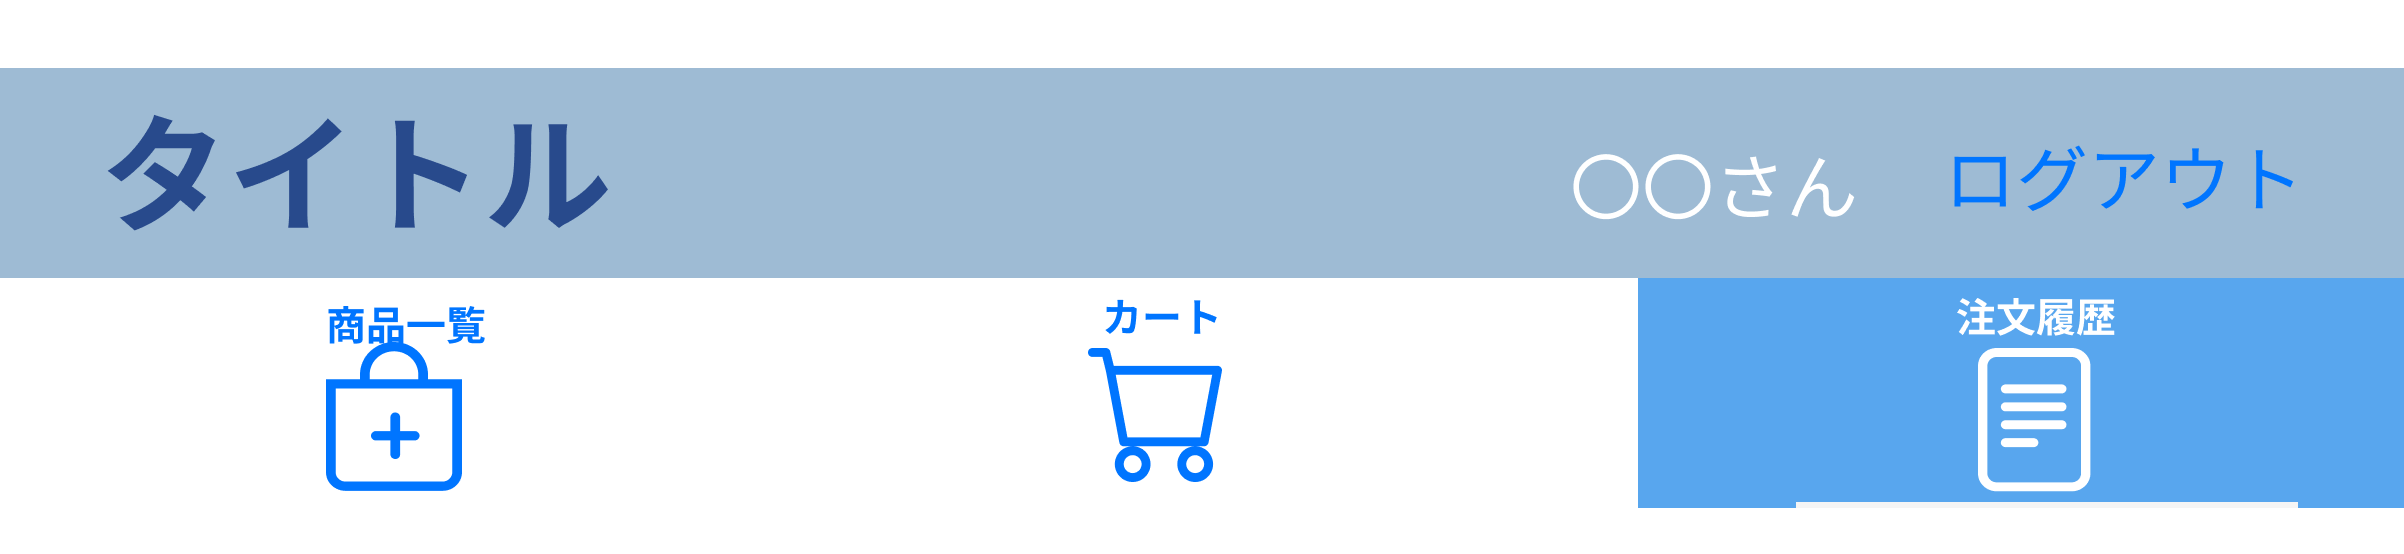 タイトル
〇〇さん
ログアウト
商品一覧
カート
注文履歴